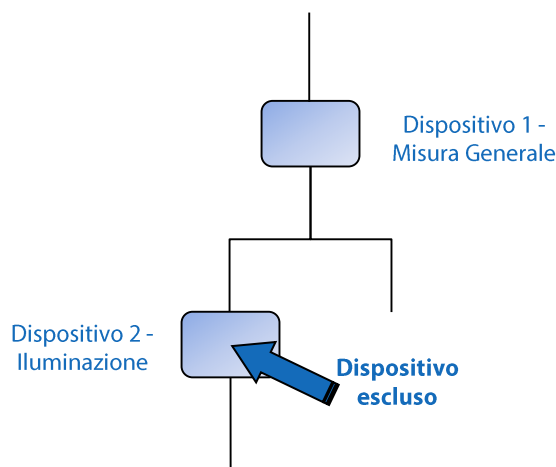 Dispositivo 1 -
Misura Generale
Dispositivo 2 -
Iluminazione
Dispositivo
escluso